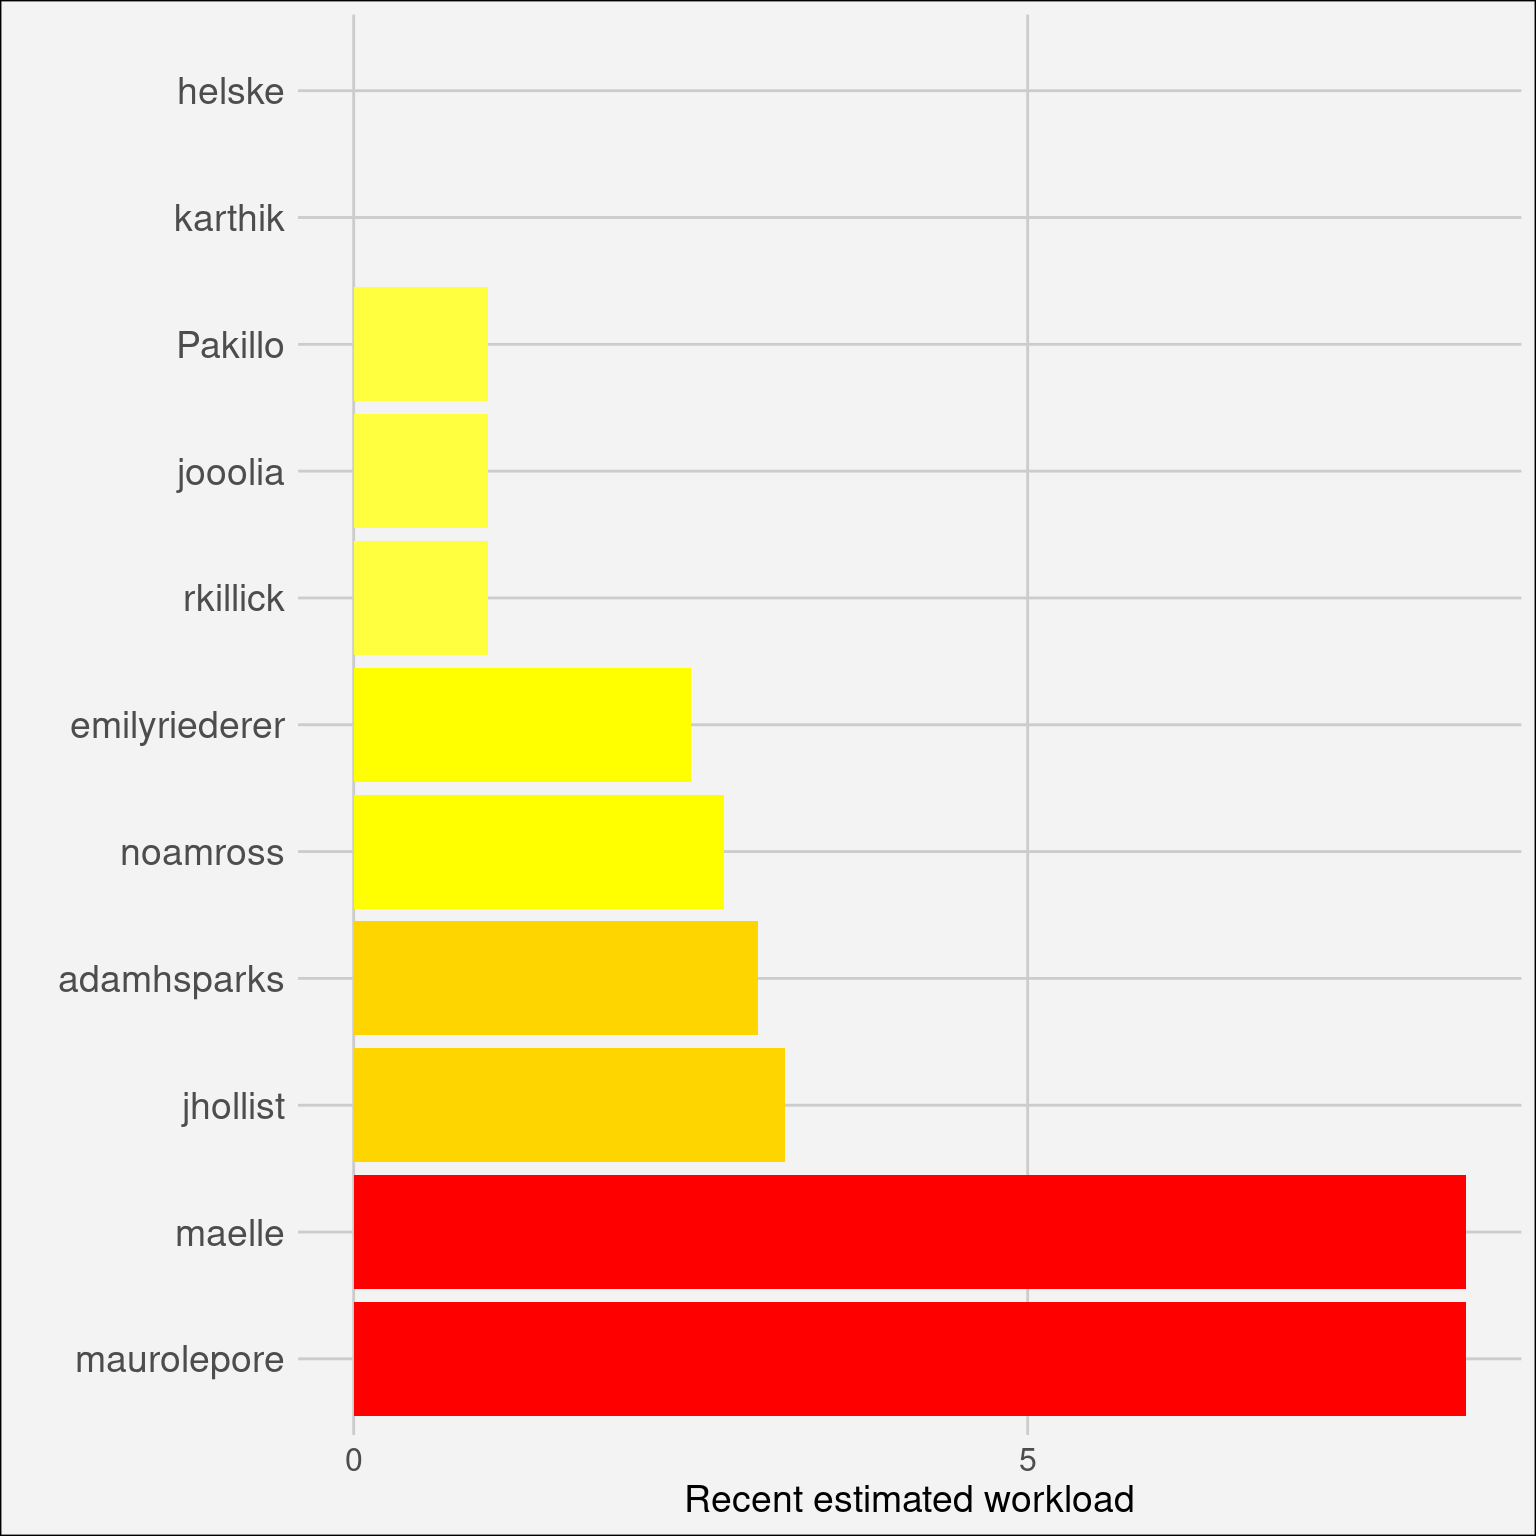 helske
karthik
Pakillo
jooolia
rkillick
emilyriederer
noamross
adamhsparks
jhollist
maelle
maurolepore
0 5
Recent estimated workload